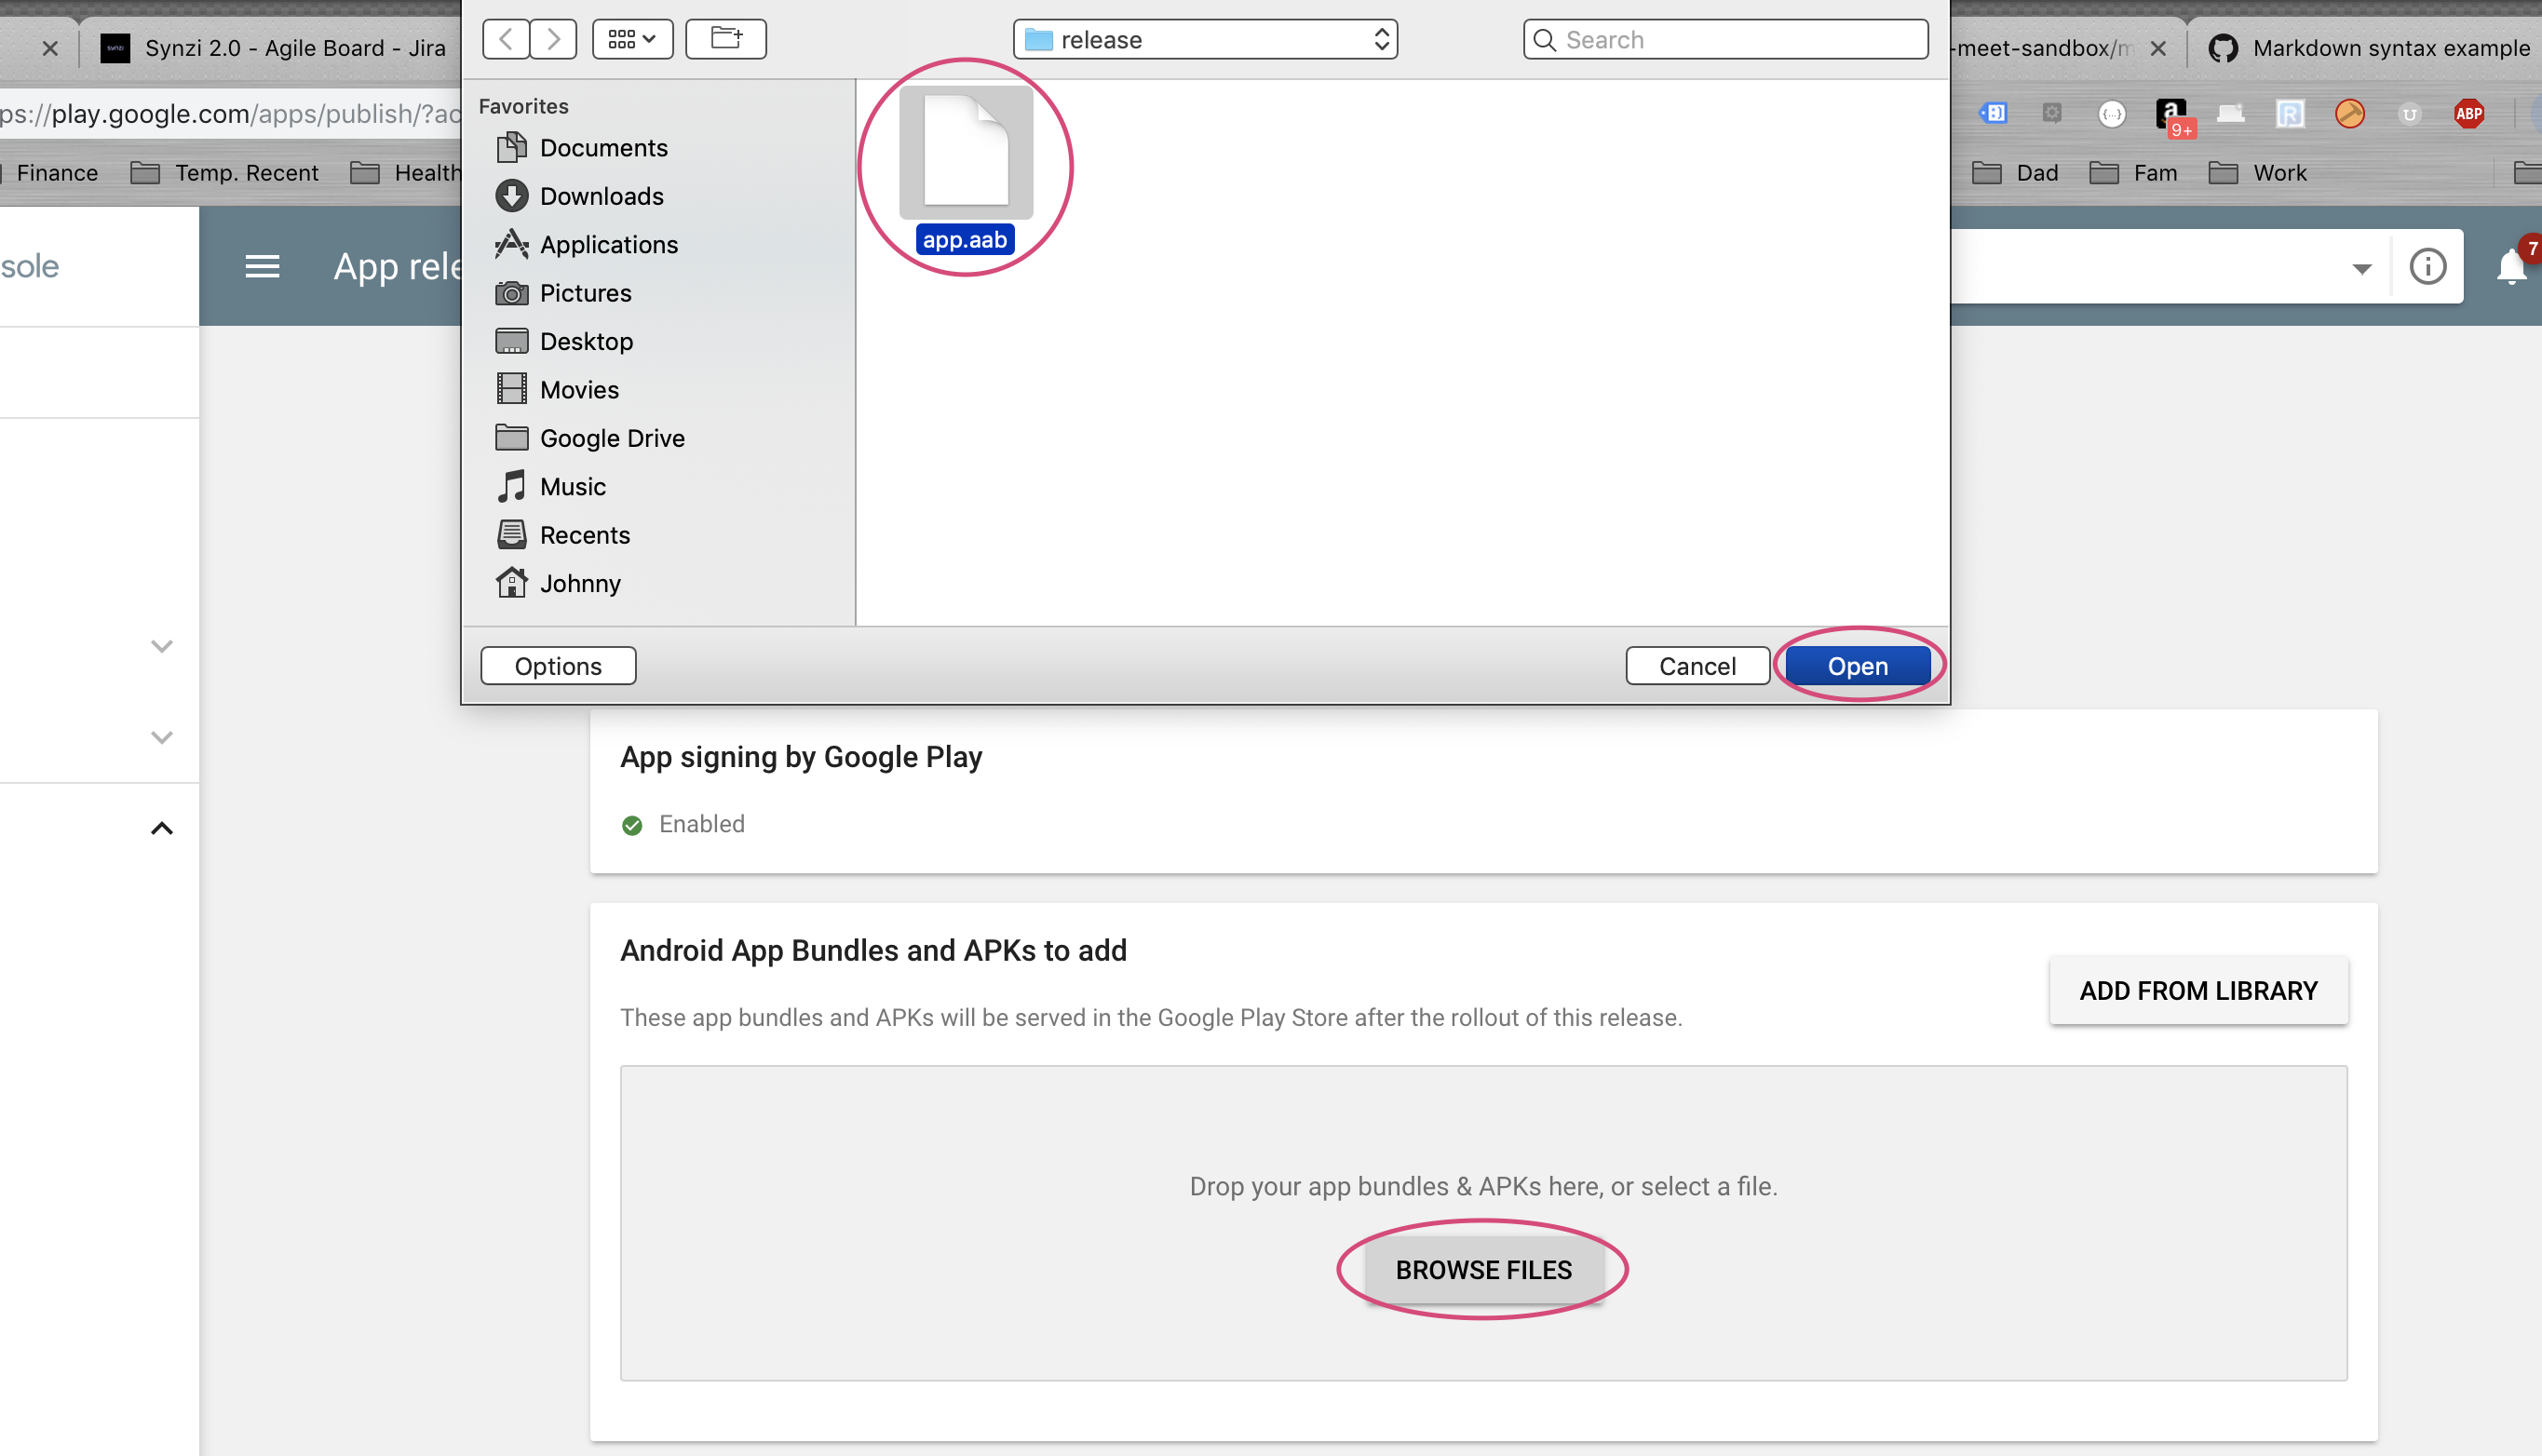 Synzi 2.0 - Agile Board - Jira
release
Search
-meet-sandbox/m
Markdown syntax example
ps://play.google.com/apps/publish/?ac
9+
ABP
Finance
Temp. Recent
Health
Dad
Fam
Work
sole
App rele
7
Favorites
Documents
Downloads
Applications
Pictures
Desktop
Movies
Google Drive
Music
Recents
Johnny
app.aab
Options
Cancel
Open
App signing by Google Play
Enabled
Android App Bundles and APKs to add
These app bundles and APKs will be served in the Google Play Store after the rollout of this release.
ADD FROM LIBRARY
Drop your app bundles & APKs here, or select a file.
BROWSE FILES